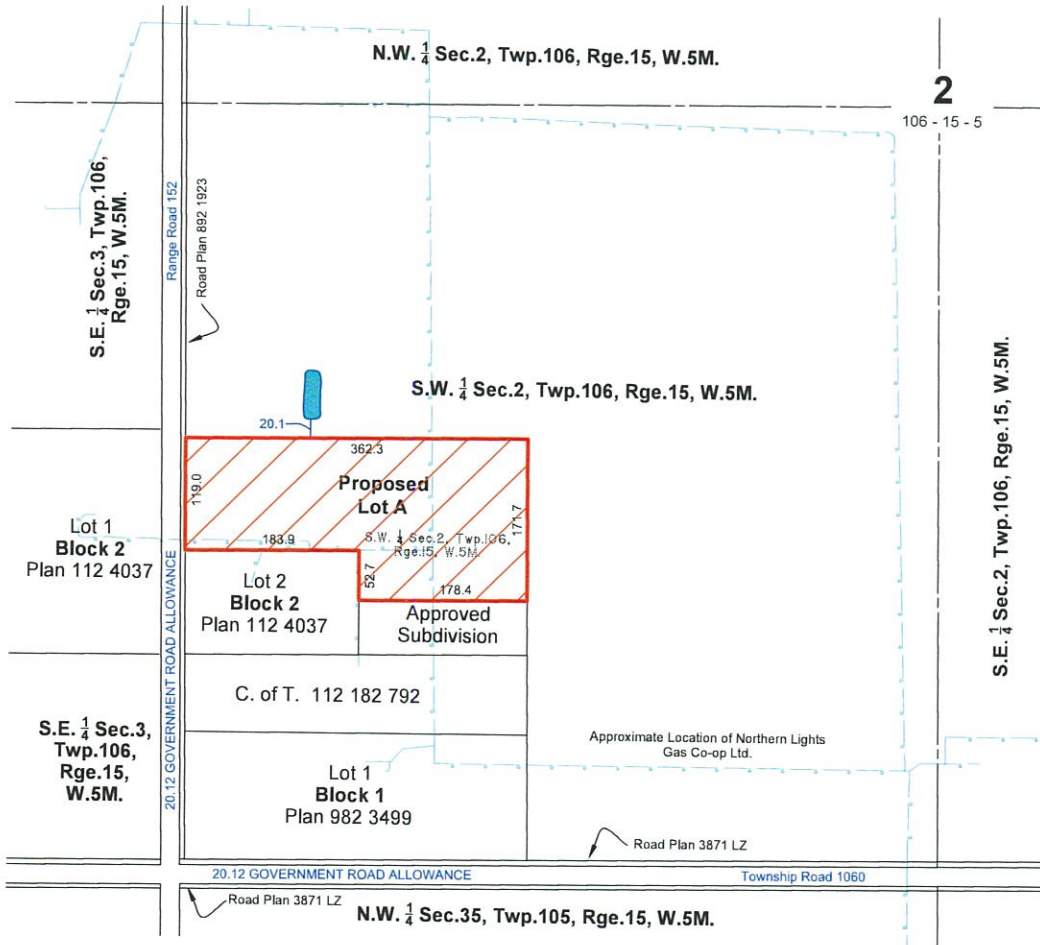 N.W. 1/4 Sec.2, Twp.106, Rge.15, W.5M.
2
106 - 15 - 5
S.E. 1/4 Sec.3, Twp.106,
Rge.15, W.5M.
Range Road 152
Road Plan 892 1923
S.W. 1/4 Sec.2, Twp.106, Rge.15, W.5M.
S.E. 1/4 Sec.2, Twp.106, Rge.15, W.5M.
20.1
362.3
119.0
Proposed
Lot A
171.7
183.9
S.W. 1/4 Sec.2, Twp.106,
Rge.15, W.5M.
52.7
178.4
Lot 1
Block 2
Plan 112 4037
Lot 2
Block 2
Plan 112 4037
Approved
Subdivision
20.12 GOVERNMENT ROAD ALLOWANCE
C. of T. 112 182 792
S.E. 1/4 Sec.3,
Twp.106,
Rge.15,
W.5M.
Approximate Location of Northern Lights
Gas Co-op Ltd.
Lot 1
Block 1
Plan 982 3499
Road Plan 3871 LZ
20.12 GOVERNMENT ROAD ALLOWANCE
Township Road 1060
Road Plan 3871 LZ
N.W. 1/4 Sec.35, Twp.105, Rge.15, W.5M.